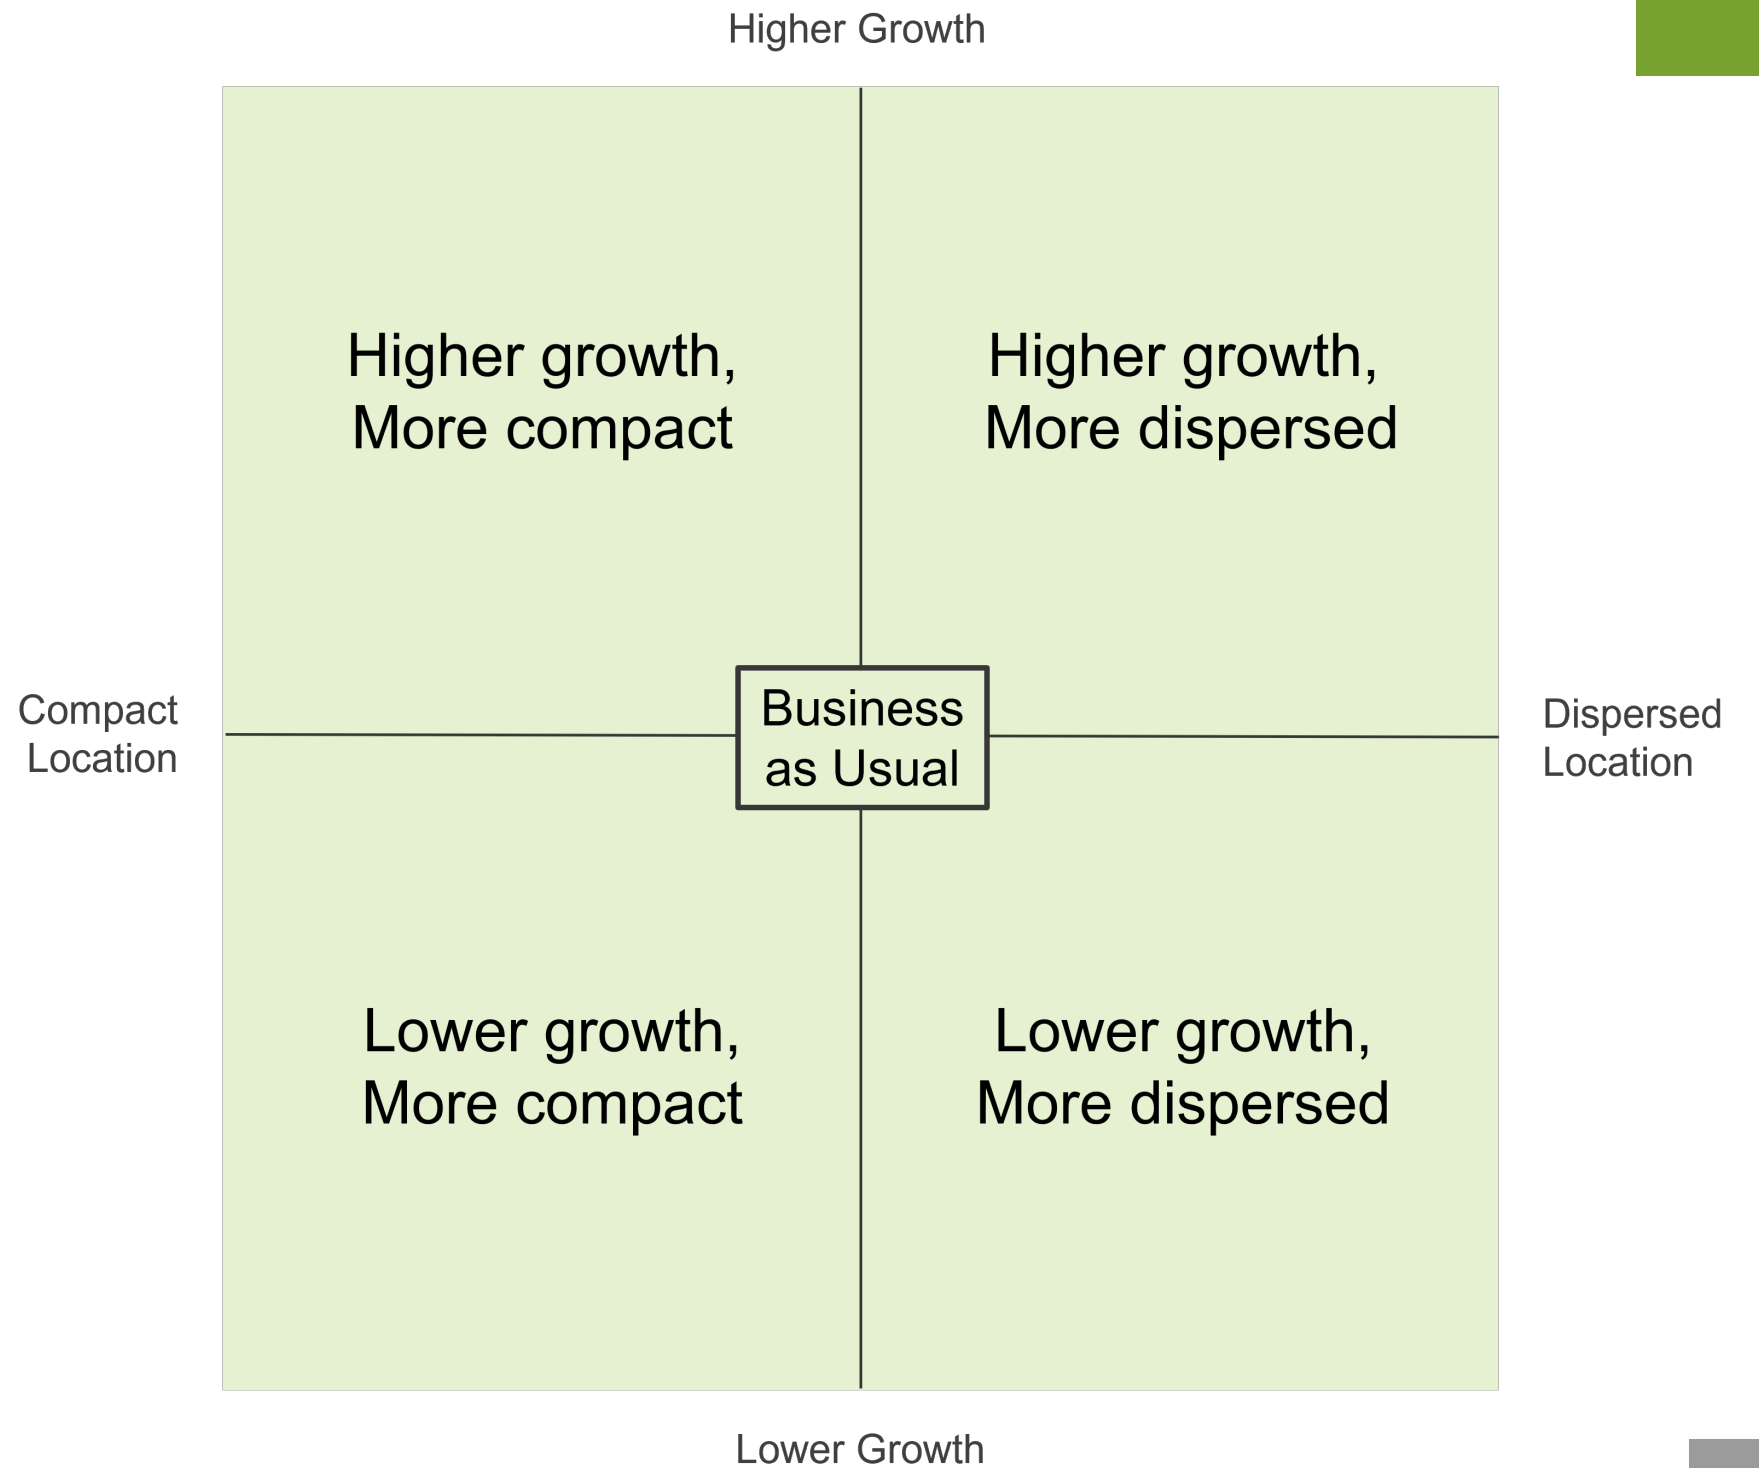 Higher Growth
Higher growth,
More compact
Higher growth,
More dispersed
Compact
Location
Business
as Usual
Dispersed
Location
Lower growth,
More compact
Lower growth,
More dispersed
Lower Growth